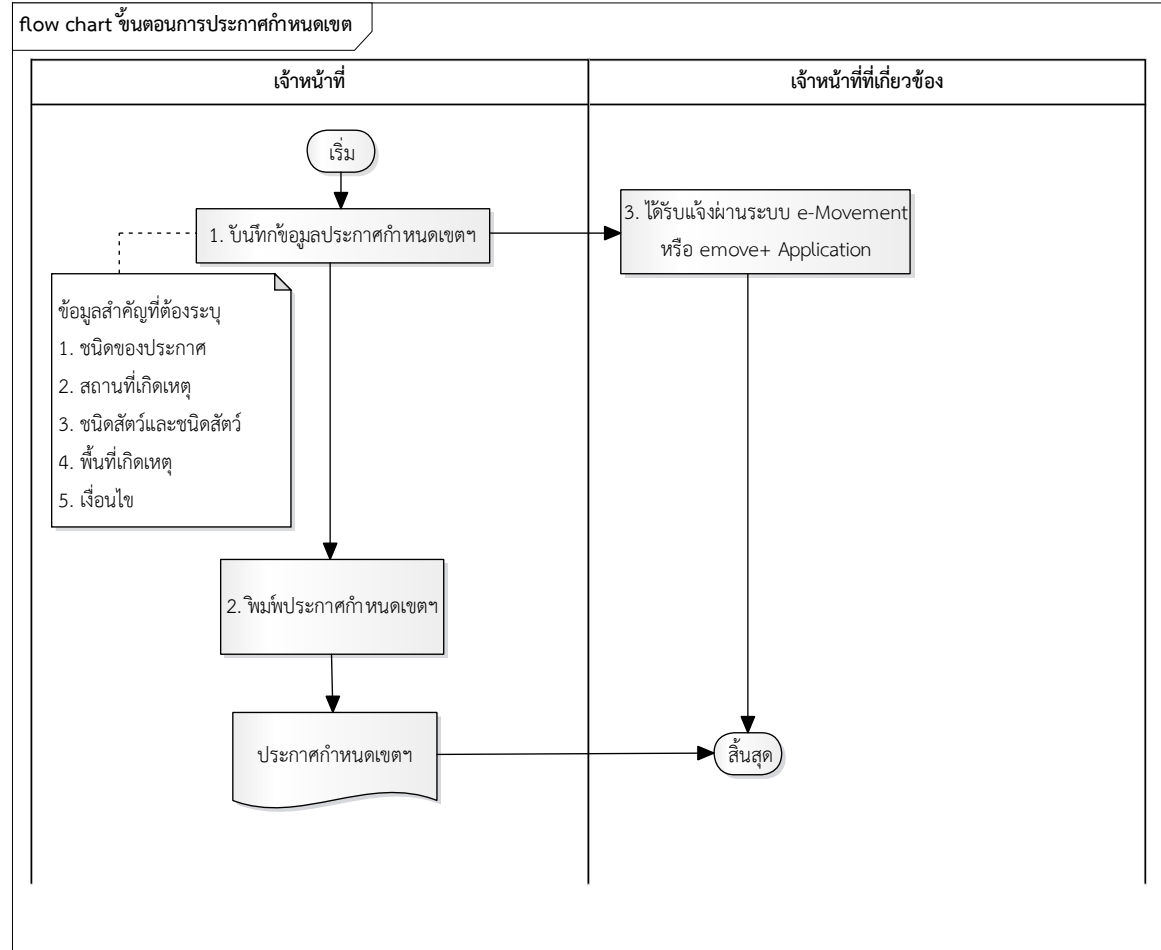 flow chart ขั้นตอนการประกาศกำหนดเขต
เจ้าหน้าที่
เจ้าหน้าที่ที่เกี่ยวข้อง
เริ่ม
1. บันทึกข้อมูลประกาศกำหนดเขตฯ
3. ได้รับแจ้งผ่านระบบ e-Movement
หรือ emove+ Application
ข้อมูลสำคัญที่ต้องระบุ
1. ชนิดของประกาศ
2. สถานที่เกิดเหตุ
3. ชนิดสัตว์และชนิดสัตว์
4. พื้นที่เกิดเหตุ
5. เงื่อนไข
2. พิมพ์ประกาศกำหนดเขตฯ
ประกาศกำหนดเขตฯ
สิ้นสุด